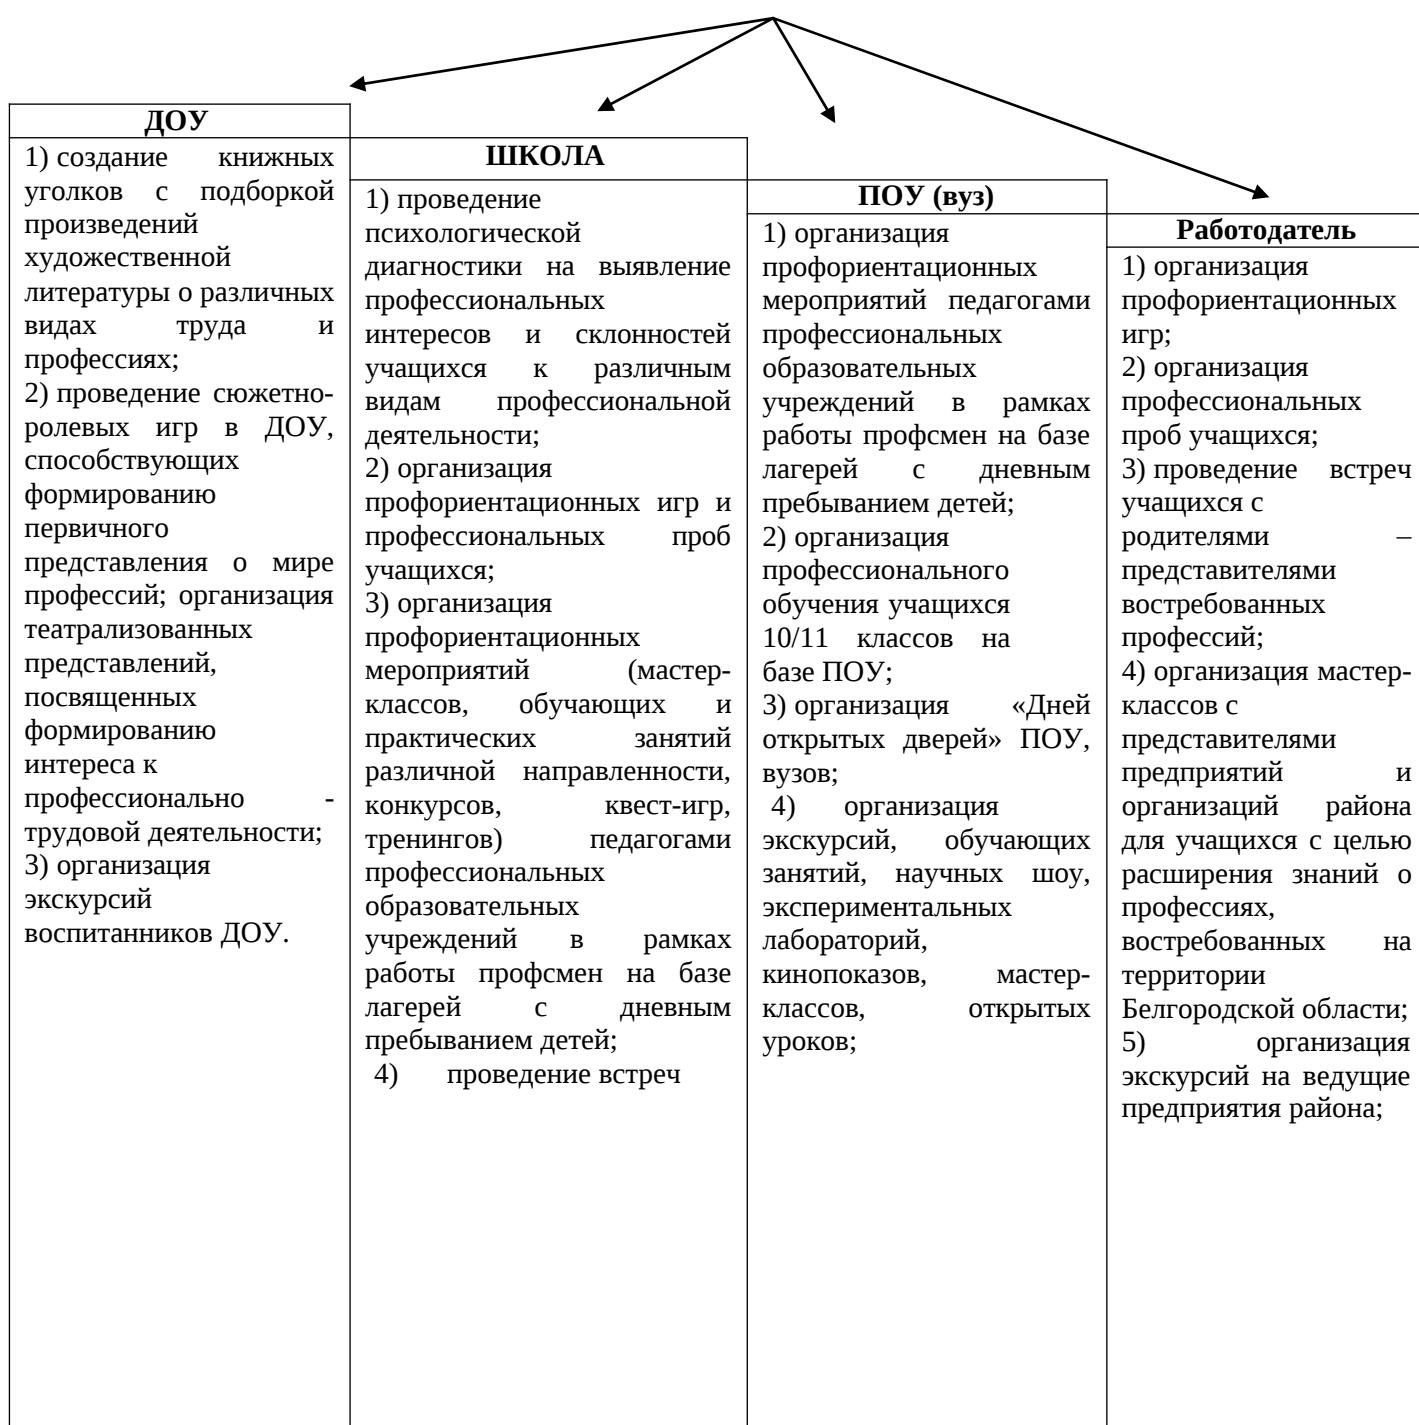 ДОУ
1) создание книжных
уголков с подборкой
произведений
художественной
литературы о различных
видах труда и
профессиях;
2) проведение сюжетно-
ролевых игр в ДОУ,
способствующих
формированию
первичного
представления о мире
профессий; организация
театрализованных
представлений,
посвященных
формированию
интереса к
профессионально -
трудовой деятельности;
3) организация
экскурсий
воспитанников ДОУ.
ШКОЛА
1) проведение
психологической
диагностики на выявление
профессиональных
интересов и склонностей
учащихся к различным
видам профессиональной
деятельности;
2) организация
профориентационных игр и
профессиональных проб
учащихся;
3) организация
профориентационных
мероприятий (мастер-
классов, обучающих и
практических занятий
различной направленности,
конкурсов, квест-игр,
тренингов) педагогами
профессиональных
образовательных
учреждений в рамках
работы профсмен на базе
лагерей с дневным
пребыванием детей;
4) проведение встреч
ПОУ (вуз)
1) организация
профориентационных
мероприятий педагогами
профессиональных
образовательных
учреждений в рамках
работы профсмен на базе
лагерей с дневным
пребыванием детей;
2) организация
профессионального
обучения учащихся
10/11 классов на
базе ПОУ;
3) организация «Дней
открытых дверей» ПОУ,
вузов;
4) организация
экскурсий, обучающих
занятий, научных шоу,
экспериментальных
лабораторий,
кинопоказов, мастер-
классов, открытых
уроков;
Работодатель
1) организация
профориентационных
игр;
2) организация
профессиональных
проб учащихся;
3) проведение встреч
учащихся с
родителями –
представителями
востребованных
профессий;
4) организация мастер-
классов с
представителями
предприятий и
организаций района
для учащихся с целью
расширения знаний о
профессиях,
востребованных на
территории
Белгородской области;
5) организация
экскурсий на ведущие
предприятия района;